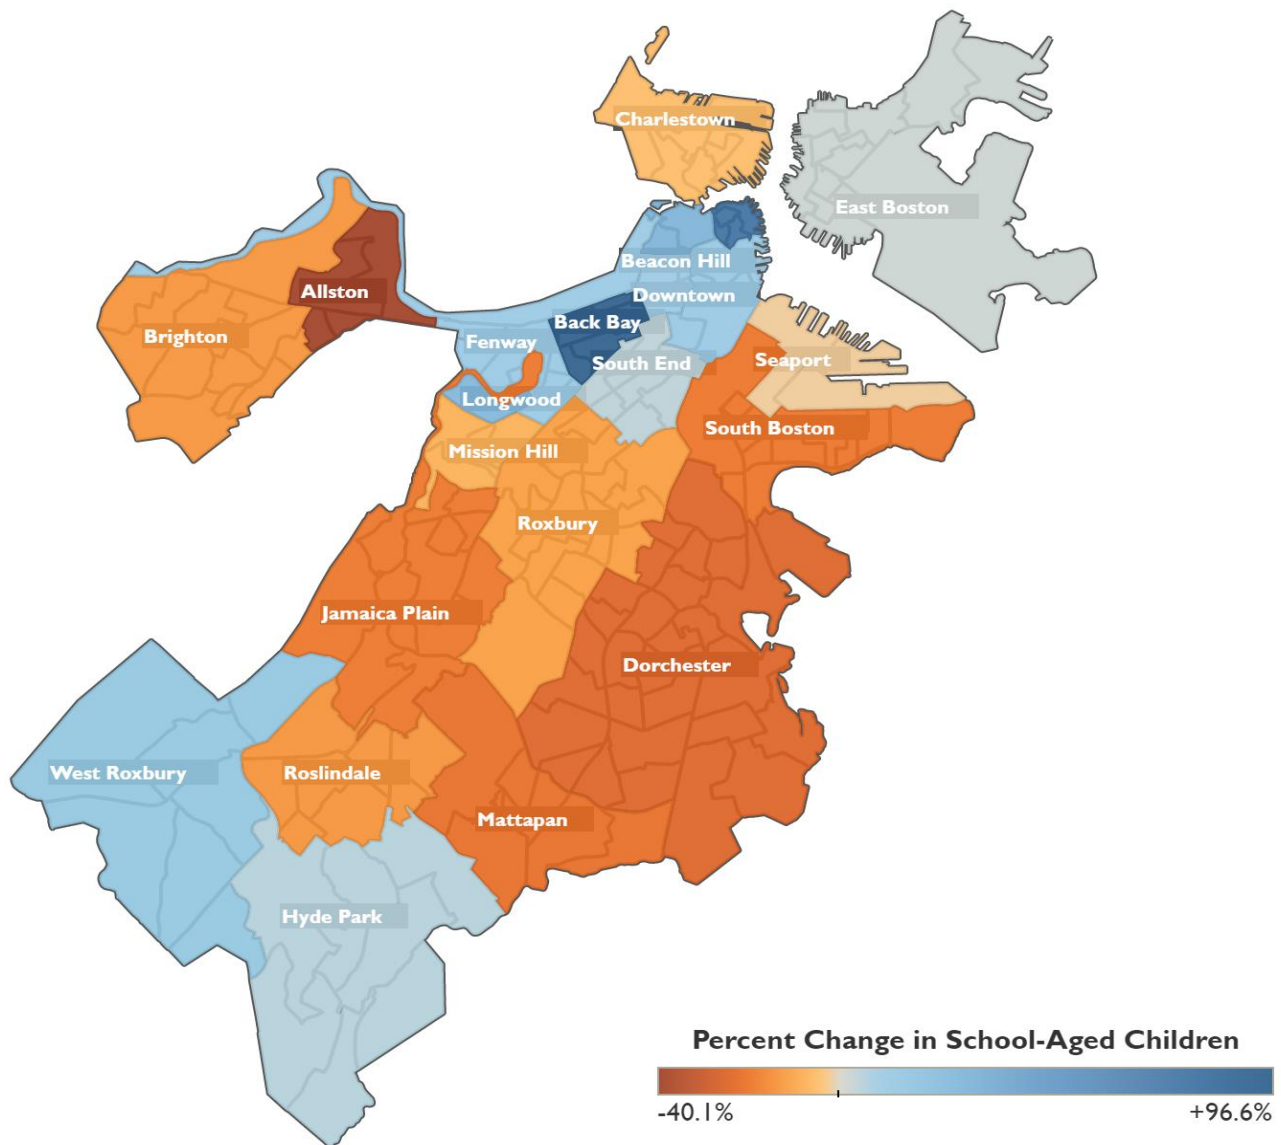 Charlestown
East Boston
Beacon Hill
Allston
Downtown
Back Bay
Brighton
Fenway
South End
Seaport
Longwood
South Boston
Mission Hill
Roxbury
Jamaica Plain
Dorchester
West Roxbury
Roslindale
Mattapan
Hyde Park
Percent Change in School-Aged Children
-40.1%
+96.6%